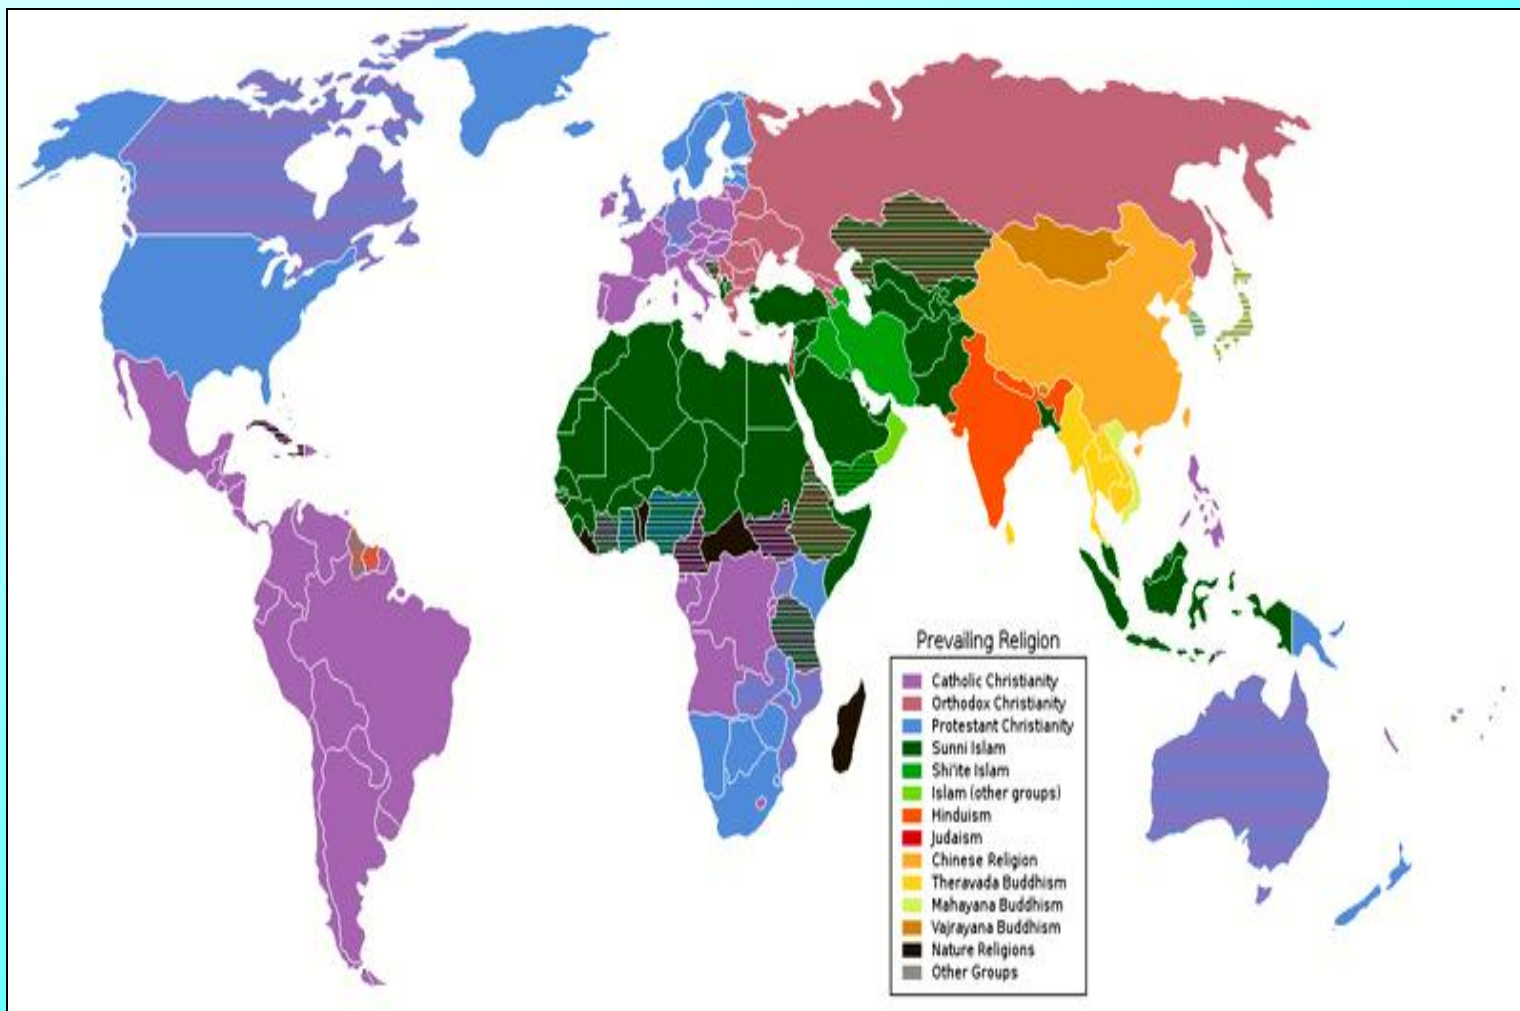 Prevailing Religion
Catholic Christianity
Orthodox Christianity
Protestant Christianity
Sunni Islam
Shi'ite Islam
Islam (other groups)
Hinduism
Judaism
Chinese Religion
Theravada Buddhism
Mahayana Buddhism
Vajrayana Buddhism
Nature Religions
Other Groups